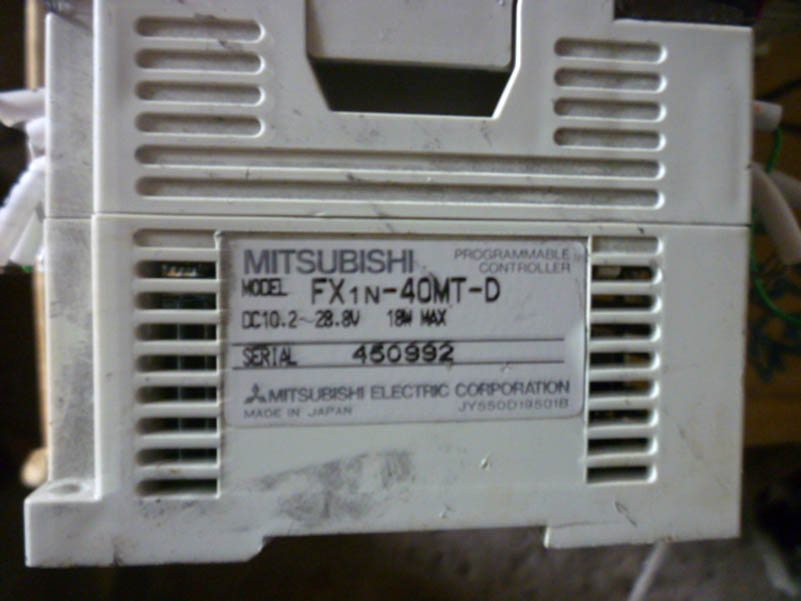 MITSUBISHI
PROGRAMMABLE
CONTROLLER
MODEL FX1N-40MT-D
DC10.2~28.8V 18W MAX
SERIAL 450992
MITSUBISHI ELECTRIC CORPORATION
MADE IN JAPAN JY550D19501B